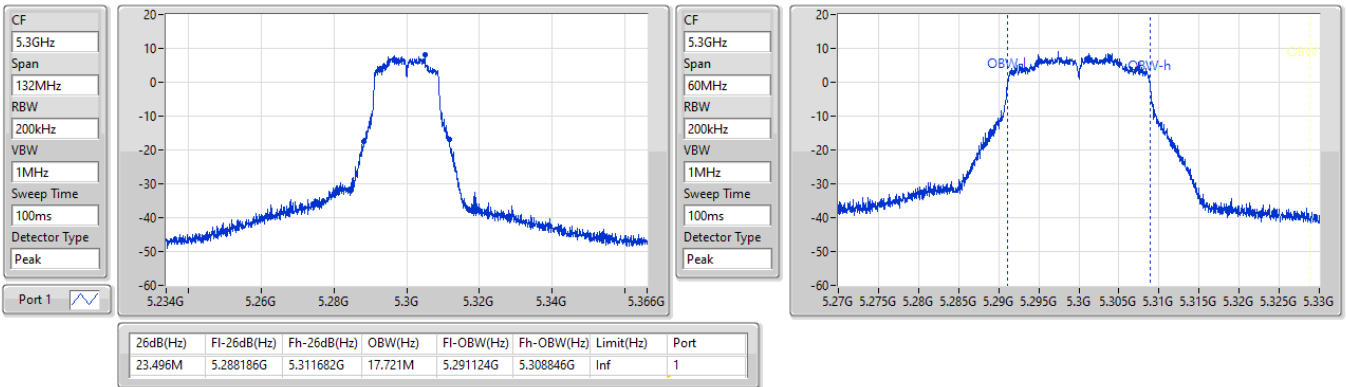 CF
5.3GHz
Span
132MHz
RBW
200kHz
VBW
1MHz
Sweep Time
100ms
Detector Type
Peak
Port 1
20
10
0
-10
-20
-30
-40
-50
-60
5.234G 5.26G 5.28G 5.3G 5.32G 5.34G 5.366G
CF
5.3GHz
Span
60MHz
RBW
200kHz
VBW
1MHz
Sweep Time
100ms
Detector Type
Peak
20
10
0
-10
-20
-30
-40
-50
-60
OBW-l OBW-h
5.27G 5.275G 5.28G 5.285G 5.29G 5.295G 5.3G 5.305G 5.31G 5.315G 5.32G 5.325G 5.33G
26dB(Hz) Fl-26dB(Hz) Fh-26dB(Hz) OBW(Hz) Fl-OBW(Hz) Fh-OBW(Hz) Limit(Hz) Port
23.496M 5.288186G 5.311682G 17.721M 5.291124G 5.308846G Inf 1